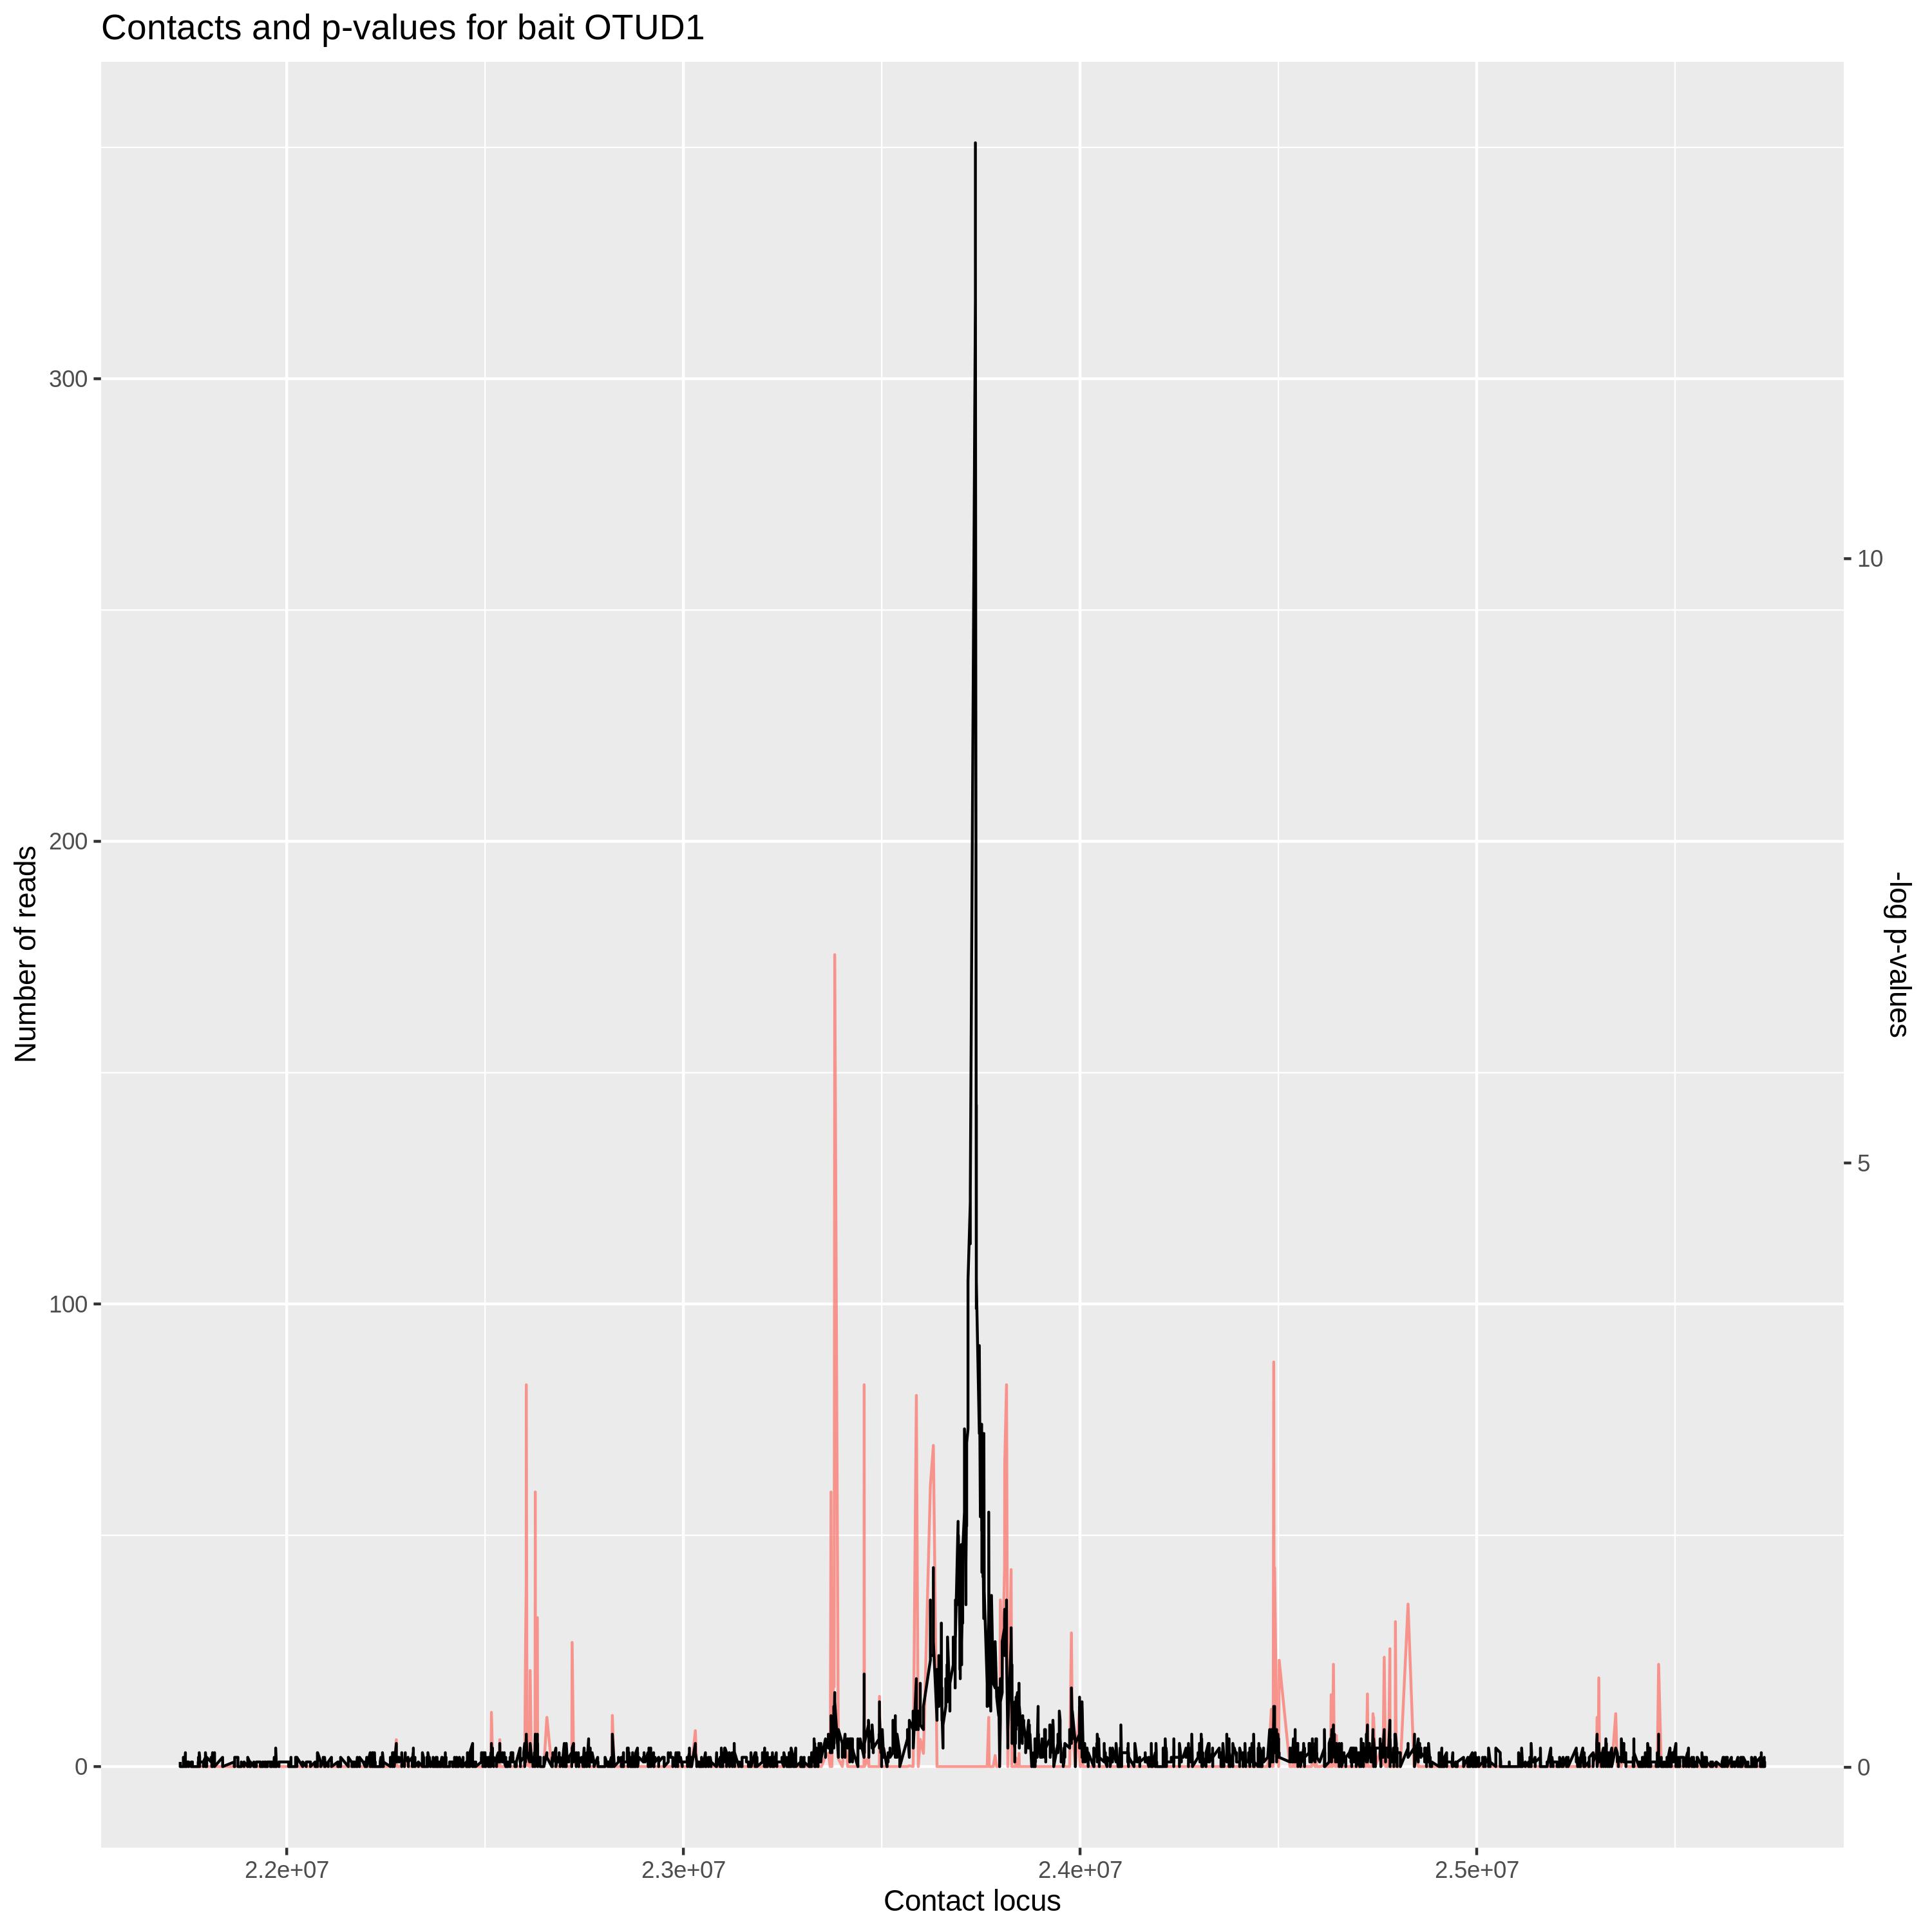 Contacts and p-values for bait OTUD1
300
200
100
0
Number of reads
10
5
0
-log p-values
2.2e+07 2.3e+07 2.4e+07 2.5e+07
Contact locus